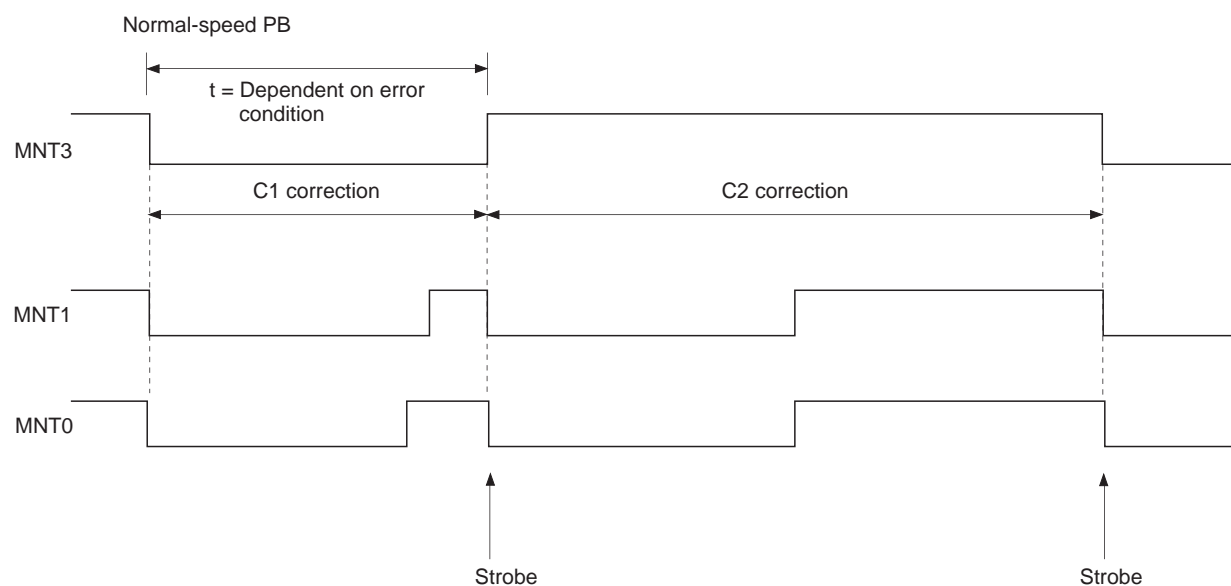 Normal-speed PB
t = Dependent on error
condition
MNT3
C1 correction
C2 correction
MNT1
MNT0
Strobe
Strobe